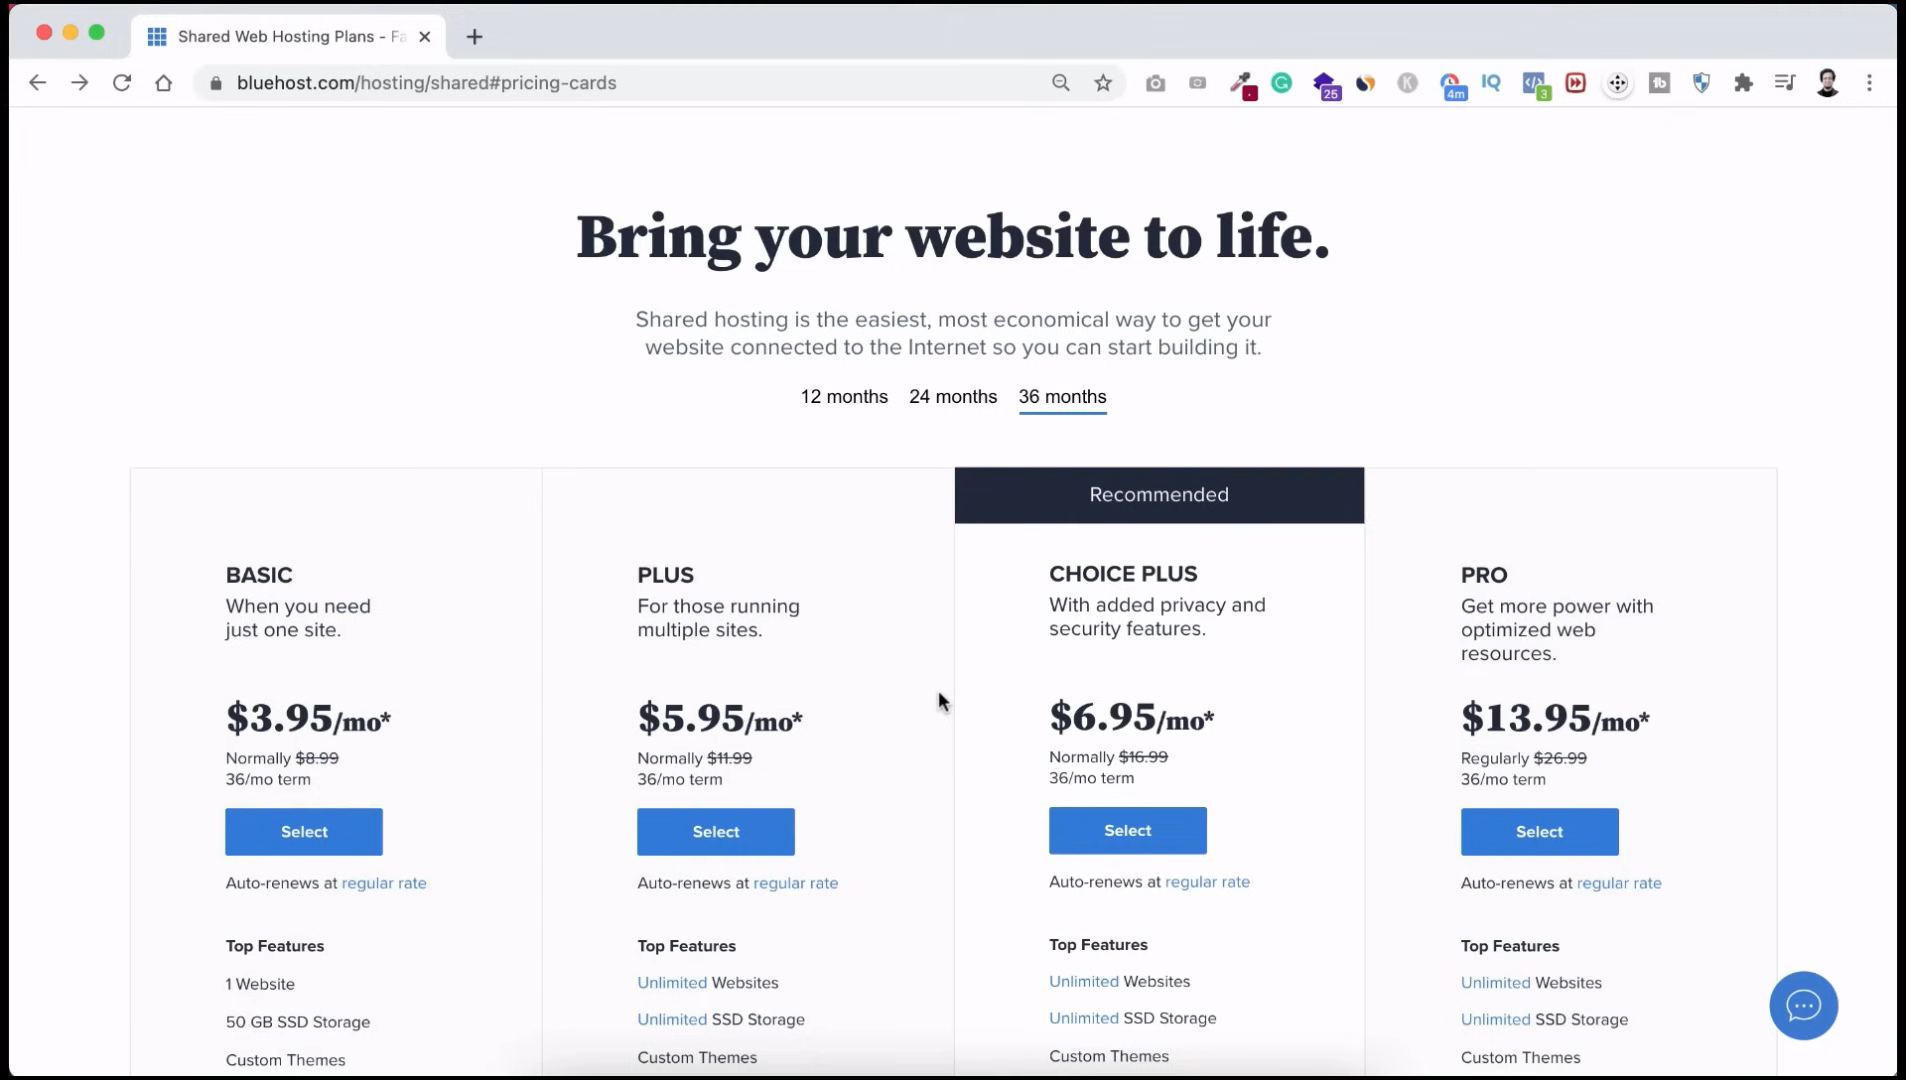 Shared Web Hosting Plans - Fa
bluehost.com/hosting/shared#pricing-cards
25
4m
IQ
3
tb
Bring your website to life.
Shared hosting is the easiest, most economical way to get your
website connected to the Internet so you can start building it.
12 months 24 months 36 months
Recommended
BASIC
When you need
just one site.
$3.95/mo*
Normally $8.99
36/mo term
Select
Auto-renews at regular rate
Top Features
1 Website
50 GB SSD Storage
Custom Themes
PLUS
For those running
multiple sites.
$5.95/mo*
Normally $11.99
36/mo term
Select
Auto-renews at regular rate
Top Features
Unlimited Websites
Unlimited SSD Storage
Custom Themes
CHOICE PLUS
With added privacy and
security features.
$6.95/mo*
Normally $16.99
36/mo term
Select
Auto-renews at regular rate
Top Features
Unlimited Websites
Unlimited SSD Storage
Custom Themes
PRO
Get more power with
optimized web
resources.
$13.95/mo*
Regularly $26.99
36/mo term
Select
Auto-renews at regular rate
Top Features
Unlimited Websites
Unlimited SSD Storage
Custom Themes